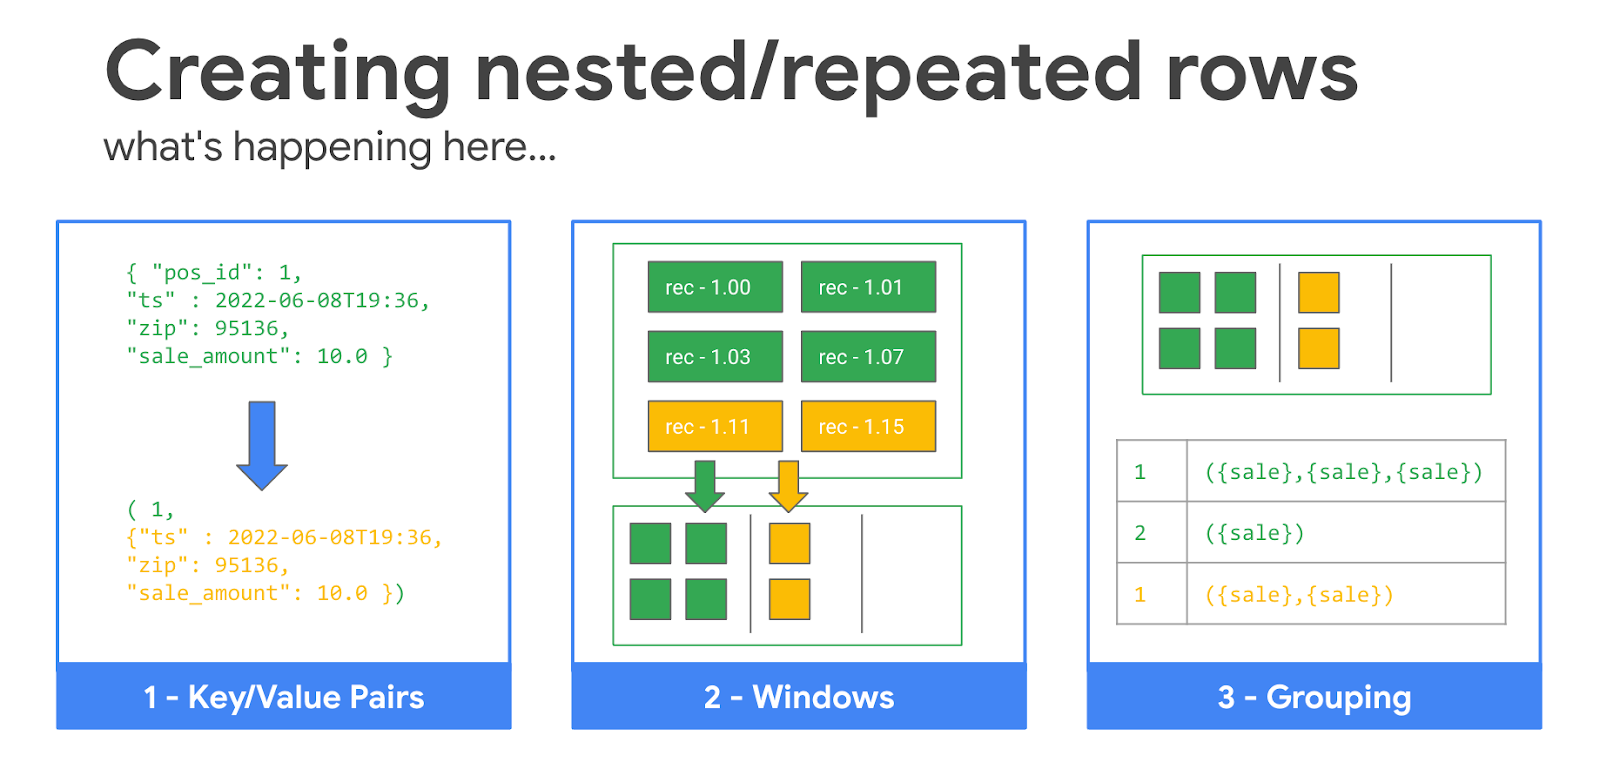 Creating nested/repeated rows
what's happening here...
{ "pos_id": 1,
"ts" : 2022-06-08T19:36,
"zip": 95136,
"sale_amount": 10.0 }
( 1,
{"ts" : 2022-06-08T19:36,
"zip": 95136,
"sale_amount": 10.0 })
1 - Key/Value Pairs
rec - 1.00
rec - 1.01
rec - 1.03
rec - 1.07
rec - 1.11
rec - 1.15
2 - Windows
1 ({sale},{sale},{sale})
2 ({sale})
1 ({sale},{sale})
3 - Grouping